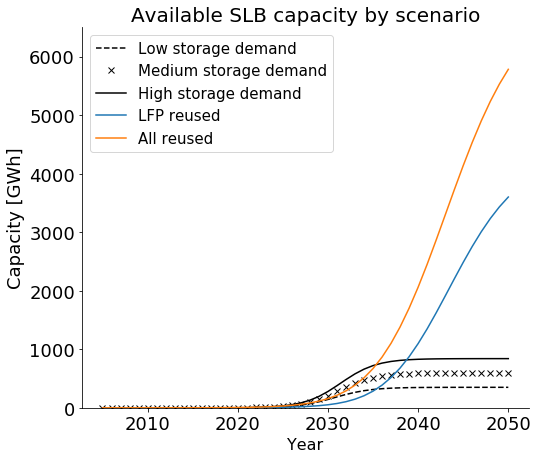 Available SLB capacity by scenario
Low storage demand
Medium storage demand
High storage demand
LFP reused
All reused
Capacity [GWh]
6000
5000
4000
3000
2000
1000
0
2010 2020 2030 2040 2050
Year